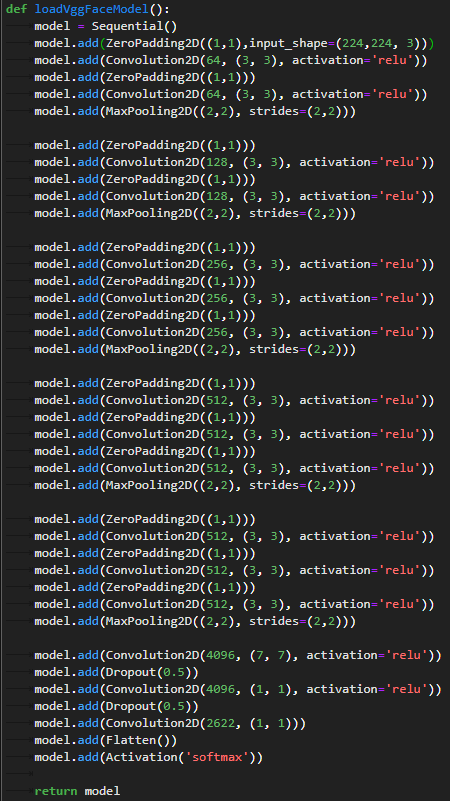 def loadVggFaceModel():
    model = Sequential()
    model.add(ZeroPadding2D((1,1),input_shape=(224,224, 3)))
    model.add(Convolution2D(64, (3, 3), activation='relu'))
    model.add(ZeroPadding2D((1,1)))
    model.add(Convolution2D(64, (3, 3), activation='relu'))
    model.add(MaxPooling2D((2,2), strides=(2,2)))

    model.add(ZeroPadding2D((1,1)))
    model.add(Convolution2D(128, (3, 3), activation='relu'))
    model.add(ZeroPadding2D((1,1)))
    model.add(Convolution2D(128, (3, 3), activation='relu'))
    model.add(MaxPooling2D((2,2), strides=(2,2)))

    model.add(ZeroPadding2D((1,1)))
    model.add(Convolution2D(256, (3, 3), activation='relu'))
    model.add(ZeroPadding2D((1,1)))
    model.add(Convolution2D(256, (3, 3), activation='relu'))
    model.add(ZeroPadding2D((1,1)))
    model.add(Convolution2D(256, (3, 3), activation='relu'))
    model.add(MaxPooling2D((2,2), strides=(2,2)))

    model.add(ZeroPadding2D((1,1)))
    model.add(Convolution2D(512, (3, 3), activation='relu'))
    model.add(ZeroPadding2D((1,1)))
    model.add(Convolution2D(512, (3, 3), activation='relu'))
    model.add(ZeroPadding2D((1,1)))
    model.add(Convolution2D(512, (3, 3), activation='relu'))
    model.add(MaxPooling2D((2,2), strides=(2,2)))

    model.add(ZeroPadding2D((1,1)))
    model.add(Convolution2D(512, (3, 3), activation='relu'))
    model.add(ZeroPadding2D((1,1)))
    model.add(Convolution2D(512, (3, 3), activation='relu'))
    model.add(ZeroPadding2D((1,1)))
    model.add(Convolution2D(512, (3, 3), activation='relu'))
    model.add(MaxPooling2D((2,2), strides=(2,2)))

    model.add(Convolution2D(4096, (7, 7), activation='relu'))
    model.add(Dropout(0.5))
    model.add(Convolution2D(4096, (1, 1), activation='relu'))
    model.add(Dropout(0.5))
    model.add(Convolution2D(2622, (1, 1)))
    model.add(Flatten())
    model.add(Activation('softmax'))

    return model